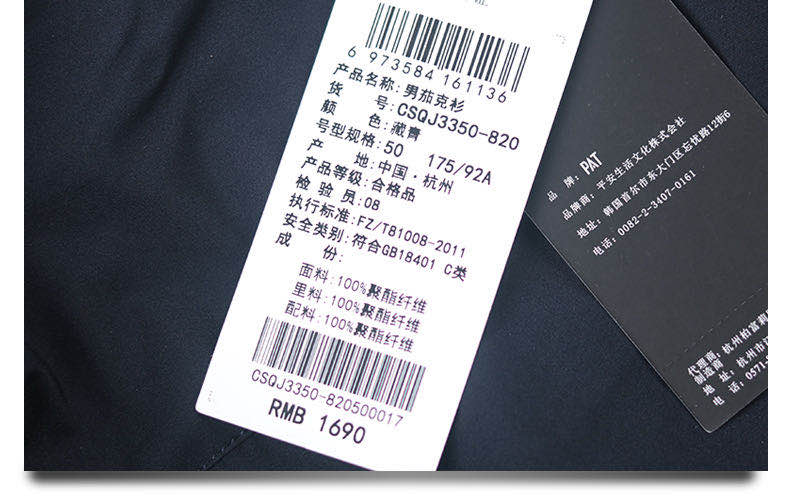 6 973584 161136
产品名称:男茄克衫
货 号:CSQJ3350-820
颜 色:藏青
号型规格:50 175/92A
产 地:中国·杭州
产品等级:合格品
检 验 员:08
执行标准:FZ/T81008-2011
安全类别:符合GB18401 C类
成 份:
面料:100%聚酯纤维
里料:100%聚酯纤维
配料:100%聚酯纤维
CSQJ3350-820500017
RMB 1690
品 牌:PAT
品牌商:平安生活文化株式会社
地址:韩国首尔市东大门区忘忧路12街6
电话:0082-2-3407-0161
代理商:杭州柏富莉
制造商
地 址:杭州市江
电 话:0571-